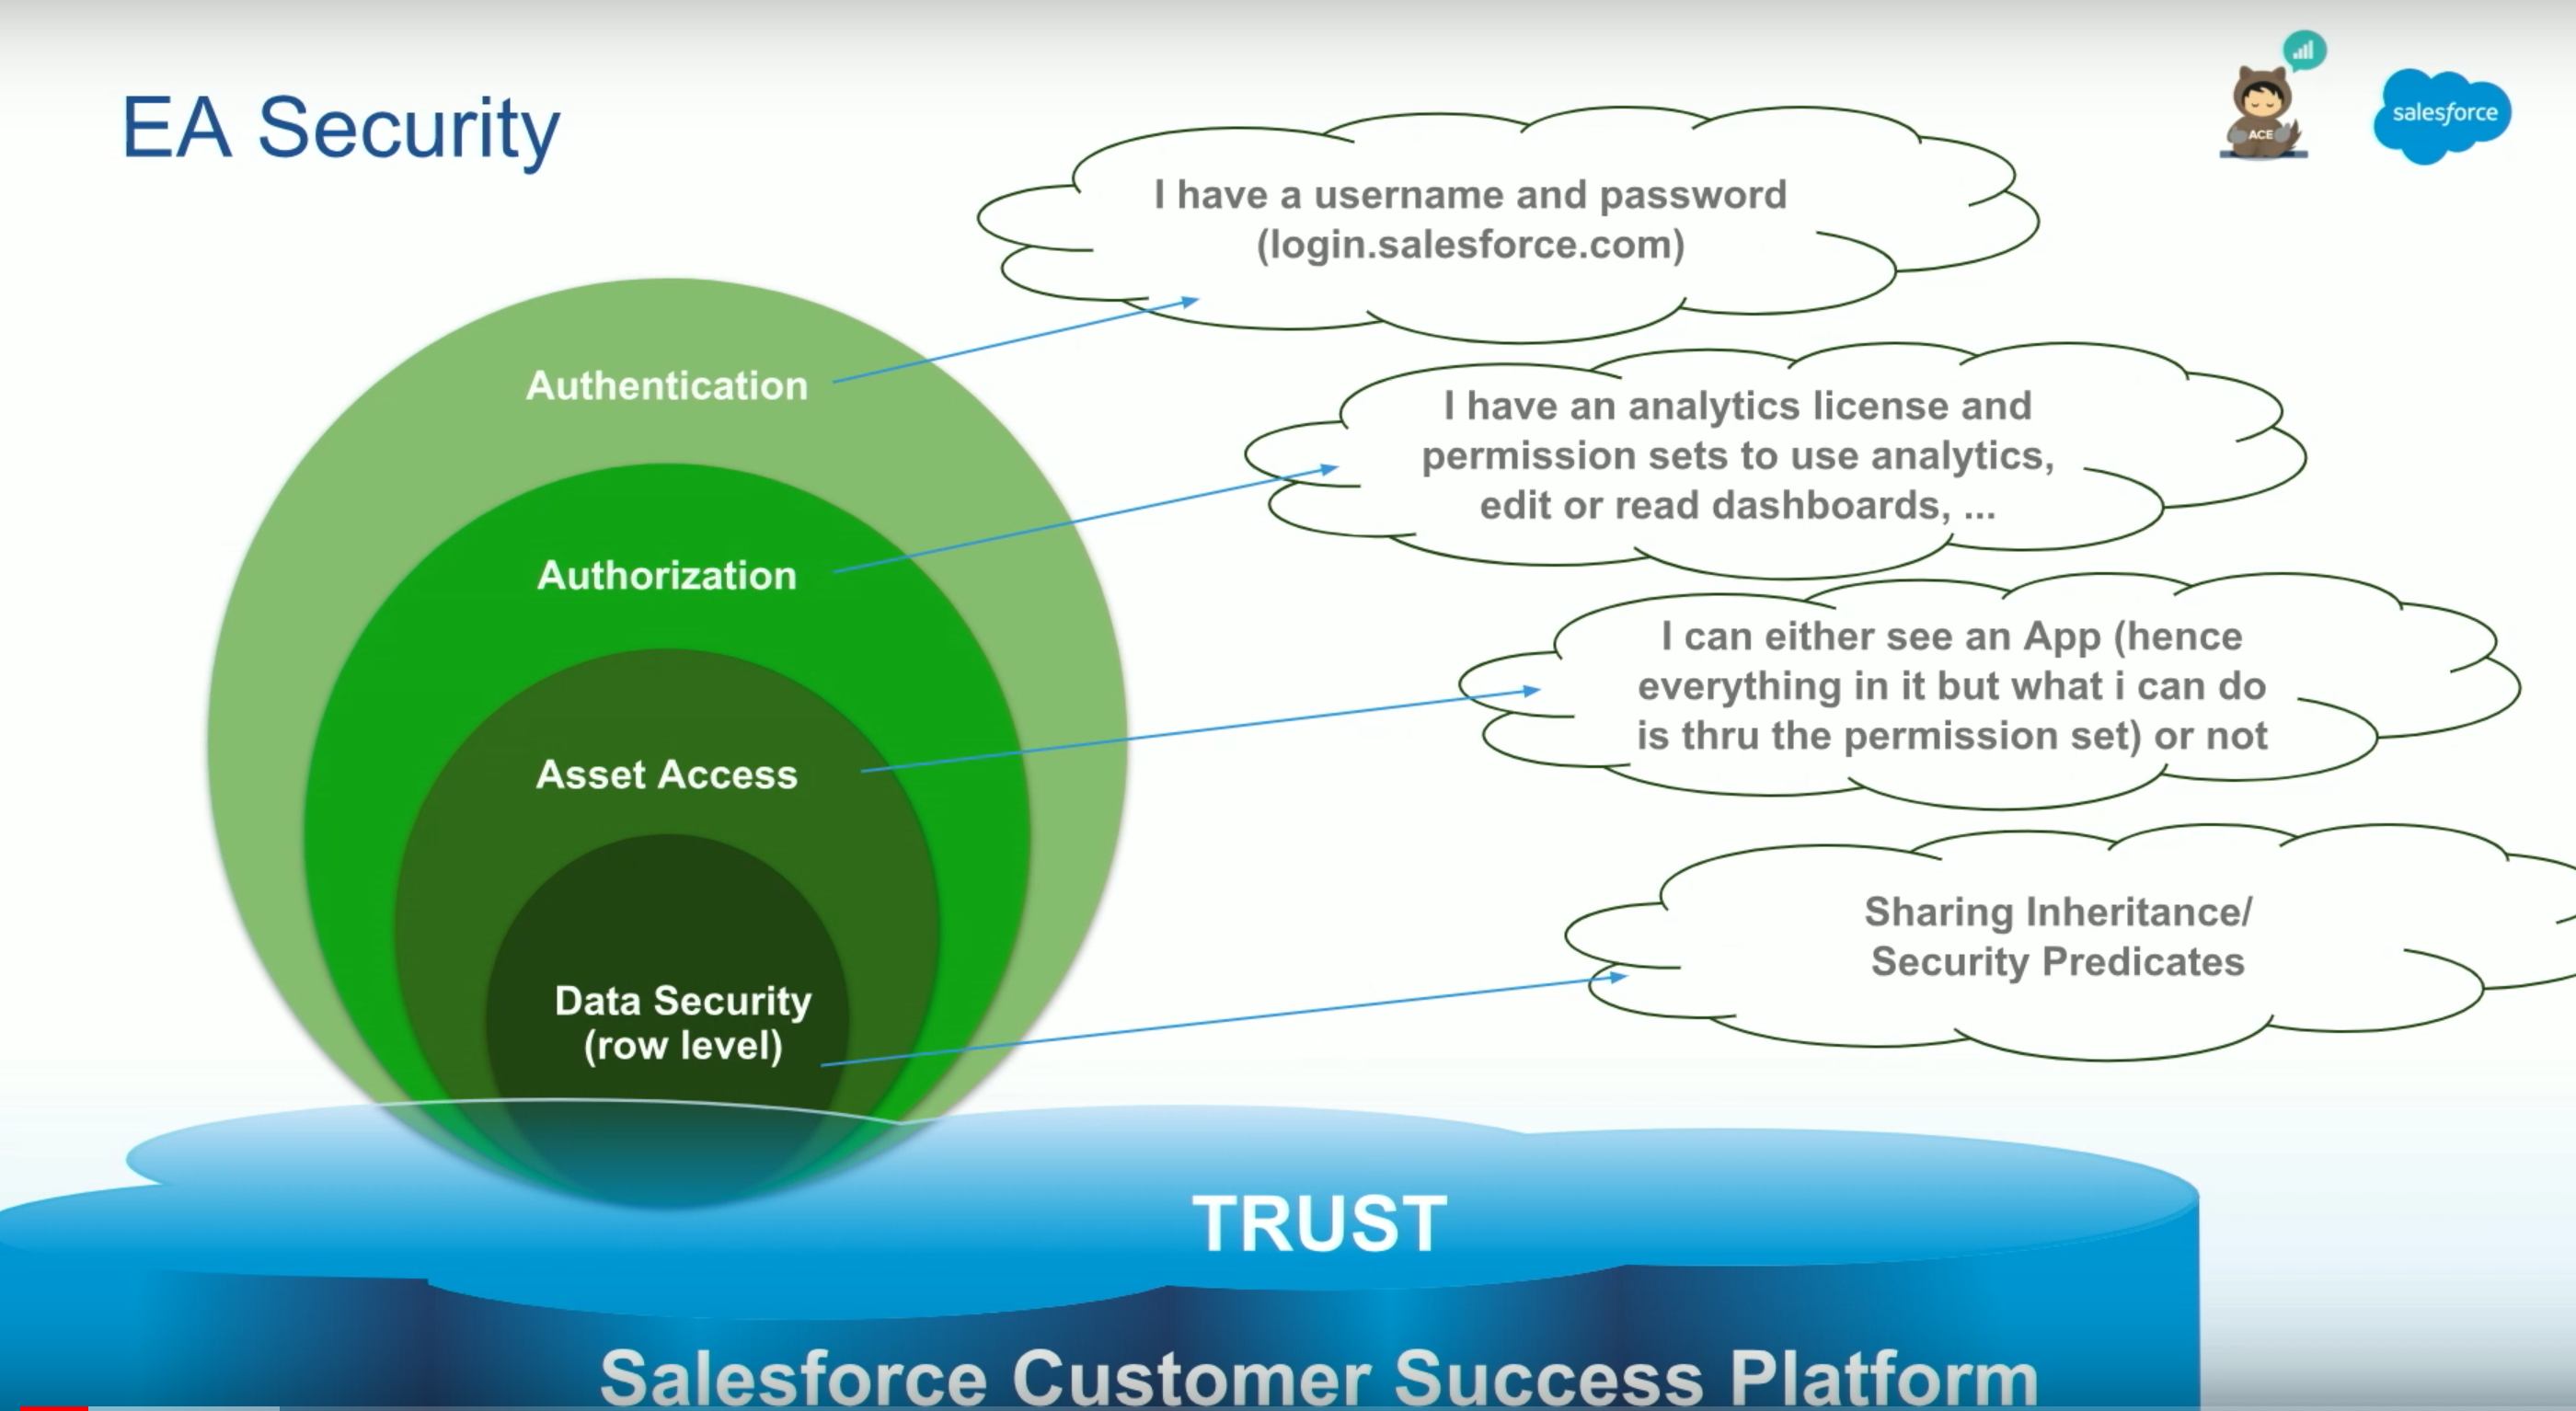 EA Security
ACE
salesforce
I have a username and password
(login.salesforce.com)
Authentication
I have an analytics license and
permission sets to use analytics,
edit or read dashboards, ...
Authorization
I can either see an App (hence
everything in it but what i can do
is thru the permission set) or not
Asset Access
Sharing Inheritance/
Security Predicates
Data Security
(row level)
TRUST
Salesforce Customer Success Platform